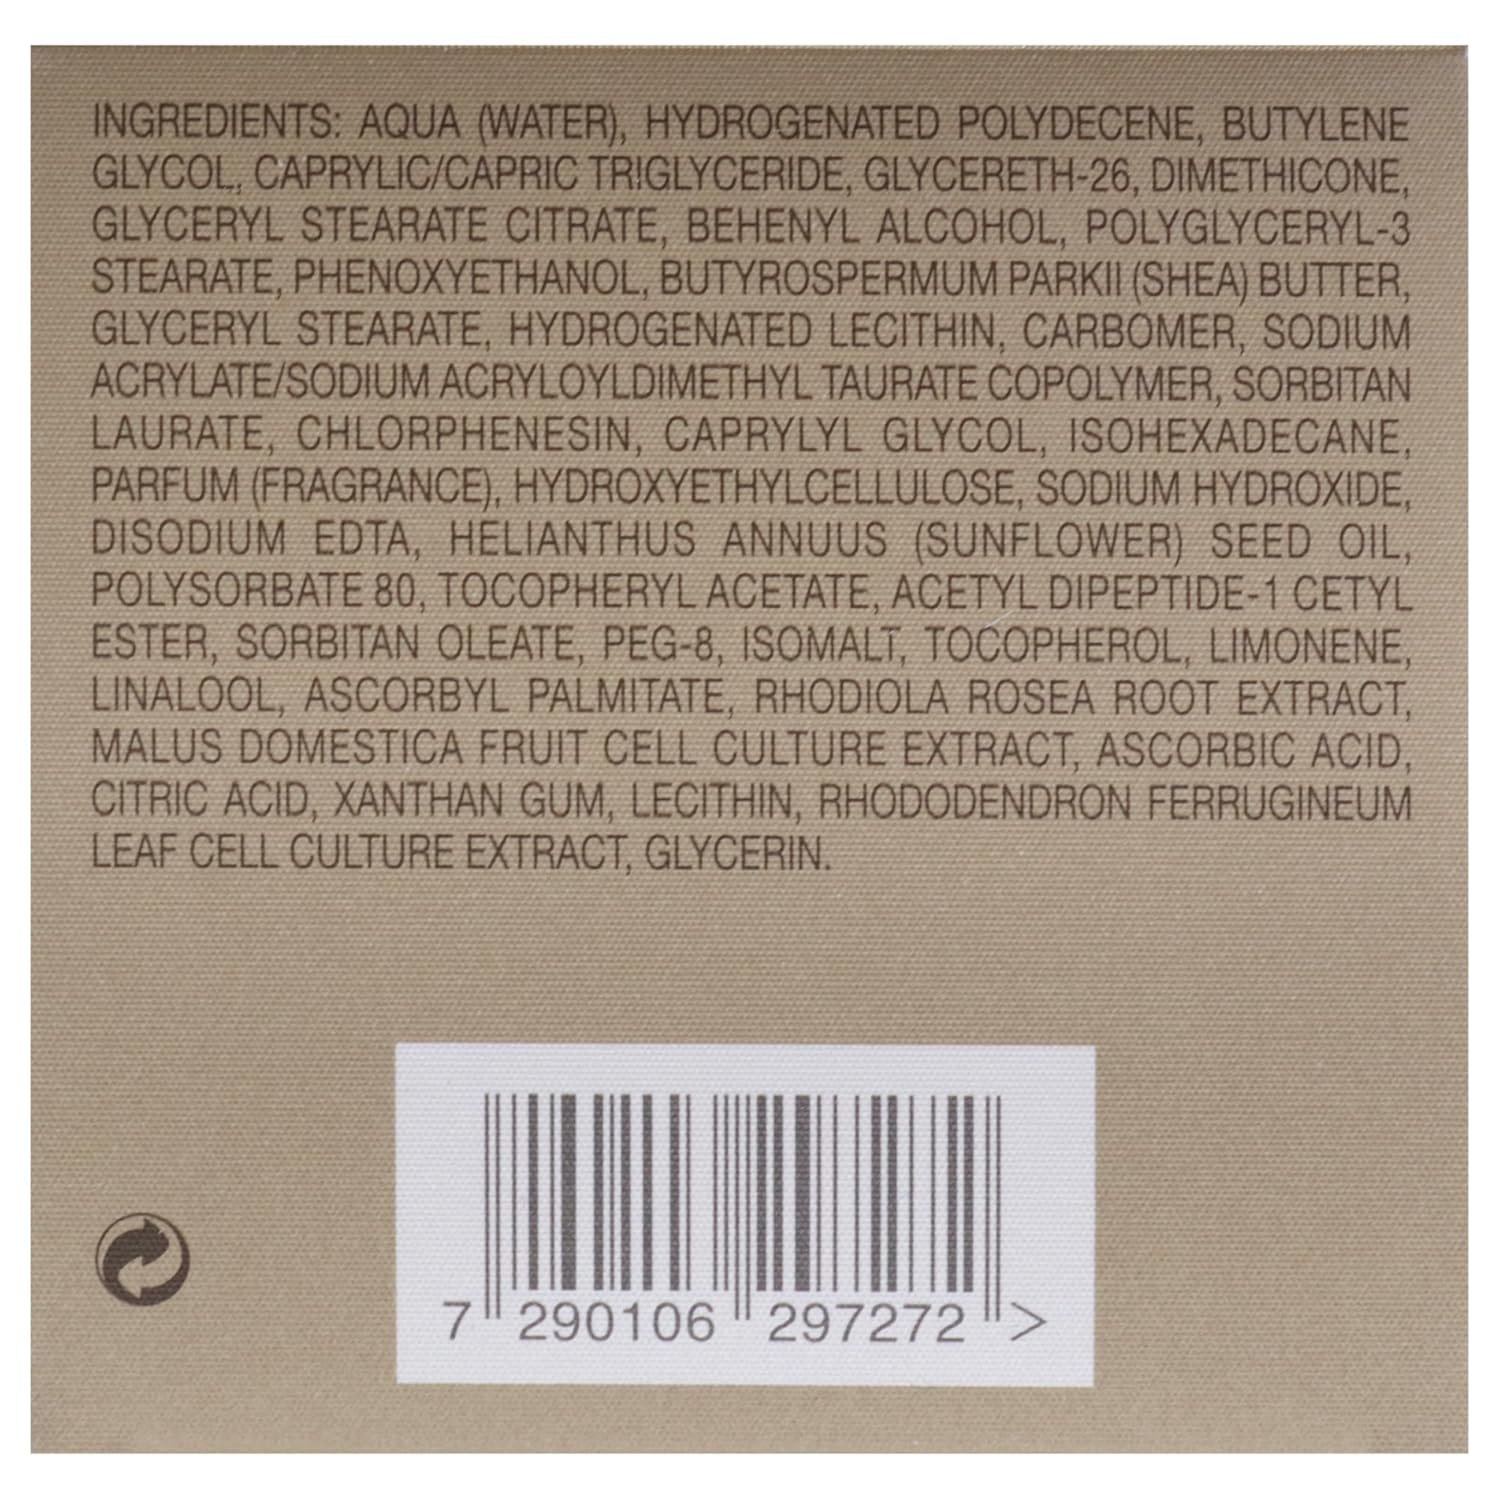 INGREDIENTS: AQUA (WATER), HYDROGENATED POLYDECENE, BUTYLENE
GLYCOL, CAPRYLIC/CAPRIC TRIGLYCERIDE, GLYCERETH-26, DIMETHICONE,
GLYCERYL STEARATE CITRATE, BEHENYL ALCOHOL, POLYGLYCERYL-3
STEARATE, PHENOXYETHANOL, BUTYROSPERMUM PARKII (SHEA) BUTTER,
GLYCERYL STEARATE, HYDROGENATED LECITHIN, CARBOMER, SODIUM
ACRYLATE/SODIUM ACRYLOYLDIMETHYL TAURATE COPOLYMER, SORBITAN
LAURATE, CHLORPHENESIN, CAPRYLYL GLYCOL, ISOHEXADECANE,
PARFUM (FRAGRANCE), HYDROXYETHYLCELLULOSE, SODIUM HYDROXIDE,
DISODIUM EDTA, HELIANTHUS ANNUUS (SUNFLOWER) SEED OIL,
POLYSORBATE 80, TOCOPHERYL ACETATE, ACETYL DIPEPTIDE-1 CETYL
ESTER, SORBITAN OLEATE, PEG-8, ISOMALT, TOCOPHEROL, LIMONENE,
LINALOOL, ASCORBYL PALMITATE, RHODIOLA ROSEA ROOT EXTRACT,
MALUS DOMESTICA FRUIT CELL CULTURE EXTRACT, ASCORBIC ACID,
CITRIC ACID, XANTHAN GUM, LECITHIN, RHODODENDRON FERRUGINEUM
LEAF CELL CULTURE EXTRACT, GLYCERIN.
7 290106 297272 >